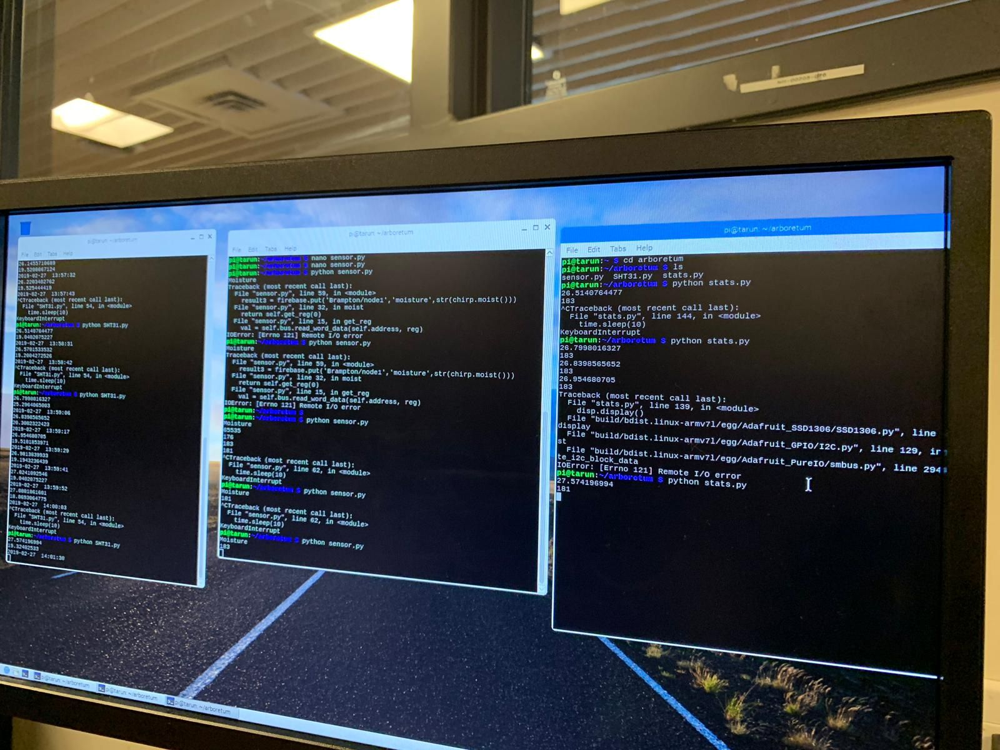 pi@tarun: ~/arboretum
File Edit Tabs Help
26.1455710689
19.5208667124
2019-02-27 13:57:32
26.2203402762
19.525444419
2019-02-27 13:57:43
^CTraceback (most recent call last):
File "SHT31.py", line 54, in <module>
time.sleep(10)
KeyboardInterrupt
pi@tarun:~/arboretum $ python SHT31.py
26.5140764477
19.0402075227
2019-02-27 13:58:31
26.5701533532
19.2004272526
2019-02-27 13:58:42
^CTraceback (most recent call last):
File "SHT31.py", line 54, in <module>
time.sleep(10)
KeyboardInterrupt
pi@tarun:~/arboretum $ python SHT31.py
26.7998016327
25.2964065003
2019-02-27 13:59:06
26.8398565652
20.3082322423
2019-02-27 13:59:17
26.954680705
19.5101853971
2019-02-27 13:59:29
26.9813839933
19.1943236439
2019-02-27 13:59:41
27.0241092546
19.0402075227
2019-02-27 13:59:52
27.0801861601
18.8693064775
2019-02-27 14:00:03
^CTraceback (most recent call last):
File "SHT31.py", line 54, in <module>
time.sleep(10)
KeyboardInterrupt
pi@tarun:~/arboretum $ python SHT31.py
27.574196994
19.32402533
2019-02-27 14:01:30
pi@tarun: ~/arboretum
File Edit Tabs Help
pi@tarun:~/arboretum $ nano sensor.py
pi@tarun:~/arboretum $ nano sensor.py
pi@tarun:~/arboretum $ python sensor.py
Moisture
Traceback (most recent call last):
File "sensor.py", line 59, in <module>
result3 = firebase.put('Brampton/node1','moisture',str(chirp.moist()))
File "sensor.py", line 32, in moist
return self.get_reg(0)
File "sensor.py", line 15, in get_reg
val = self.bus.read_word_data(self.address, reg)
IOError: [Errno 121] Remote I/O error
pi@tarun:~/arboretum $ python sensor.py
Moisture
Traceback (most recent call last):
File "sensor.py", line 59, in <module>
result3 = firebase.put('Brampton/node1','moisture',str(chirp.moist()))
File "sensor.py", line 32, in moist
return self.get_reg(0)
File "sensor.py", line 15, in get_reg
val = self.bus.read_word_data(self.address, reg)
IOError: [Errno 121] Remote I/O error
pi@tarun:~/arboretum $
pi@tarun:~/arboretum $ python sensor.py
Moisture
65535
176
183
181
^CTraceback (most recent call last):
File "sensor.py", line 62, in <module>
time.sleep(10)
KeyboardInterrupt
pi@tarun:~/arboretum $ python sensor.py
Moisture
181
^CTraceback (most recent call last):
File "sensor.py", line 62, in <module>
time.sleep(10)
KeyboardInterrupt
pi@tarun:~/arboretum $ python sensor.py
Moisture
183
pi@tarun: ~/arboretum
File Edit Tabs Help
pi@tarun:~ $ cd arboretum
pi@tarun:~/arboretum $ ls
sensor.py SHT31.py stats.py
pi@tarun:~/arboretum $ python stats.py
26.5140764477
183
^CTraceback (most recent call last):
File "stats.py", line 144, in <module>
time.sleep(10)
KeyboardInterrupt
pi@tarun:~/arboretum $ python stats.py
26.7998016327
183
26.8398565652
183
26.954680705
183
Traceback (most recent call last):
File "stats.py", line 139, in <module>
disp.display()
File "build/bdist.linux-armv7l/egg/Adafruit_SSD1306/SSD1306.py", line
display
File "build/bdist.linux-armv7l/egg/Adafruit_GPIO/I2C.py", line 129, in
st
File "build/bdist.linux-armv7l/egg/Adafruit_PureIO/smbus.py", line 294
te_i2c_block_data
IOError: [Errno 121] Remote I/O error
pi@tarun:~/arboretum $ python stats.py
27.574196994
181
pi@tarun: ~/arboretum
pi@tarun: ~/arboretum
pi@tarun: ~/arboretum